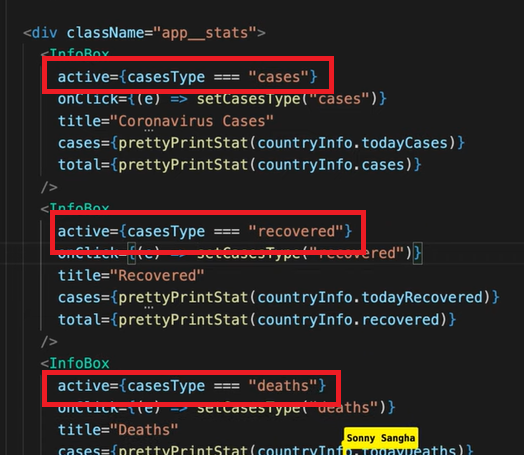 <div className="app__stats">
<InfoBox
active={casesType === "cases"}
onClick={(e) => setCasesType("cases")}
title="Coronavirus Cases"
cases={prettyPrintStat(countryInfo.todayCases)}
total={prettyPrintStat(countryInfo.cases)}
/>
<InfoBox
active={casesType === "recovered"}
onClick={(e) => setCasesType("recovered")}
title="Recovered"
cases={prettyPrintStat(countryInfo.todayRecovered)}
total={prettyPrintStat(countryInfo.recovered)}
/>
<InfoBox
active={casesType === "deaths"}
onClick={(e) => setCasesType("deaths")}
title="Deaths"
cases={prettyPrintStat(countryInfo.todayDeaths)}
Sonny Sangha